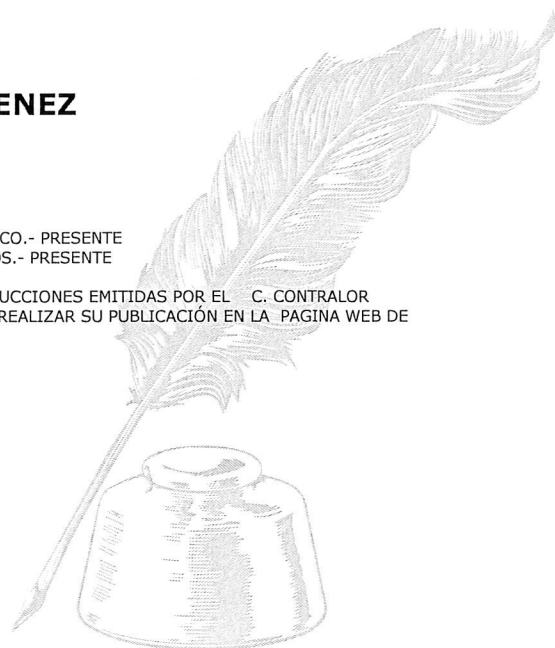 ENEZ
CO.- PRESENTE
OS.- PRESENTE
UCCIONES EMITIDAS POR EL C. CONTRALOR
REALIZAR SU PUBLICACIÓN EN LA PAGINA WEB DE